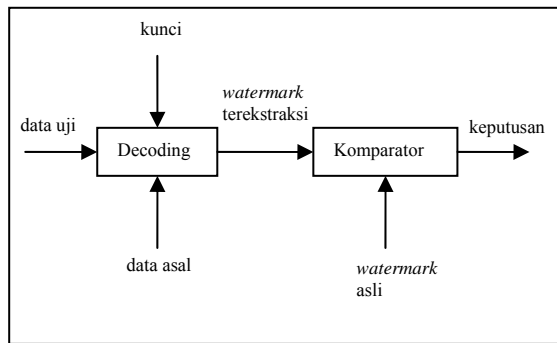 kunci
watermark
terekstraksi
data uji
keputusan
Decoding
Komparator
data asal
watermark
asli